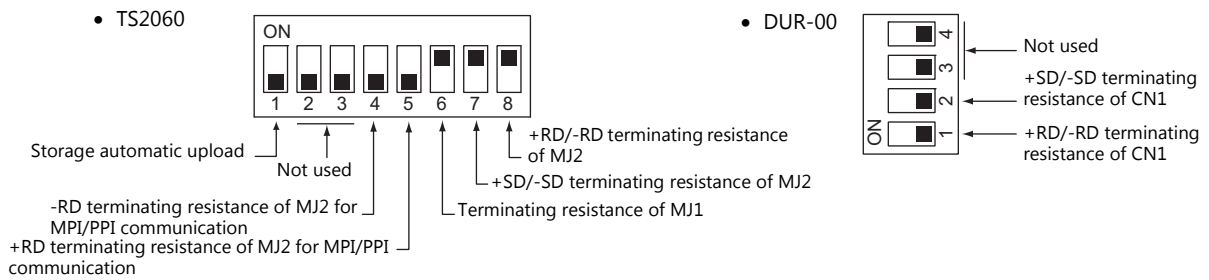 • TS2060
ON
1 2 3 4 5 6 7 8
Storage automatic upload
Not used
-RD terminating resistance of MJ2 for
MPI/PPI communication
+RD terminating resistance of MJ2 for MPI/PPI
communication
+RD/-RD terminating resistance
of MJ2
+SD/-SD terminating resistance of MJ2
Terminating resistance of MJ1
• DUR-00
4
3
2
1
ON
Not used
+SD/-SD terminating
resistance of CN1
+RD/-RD terminating
resistance of CN1